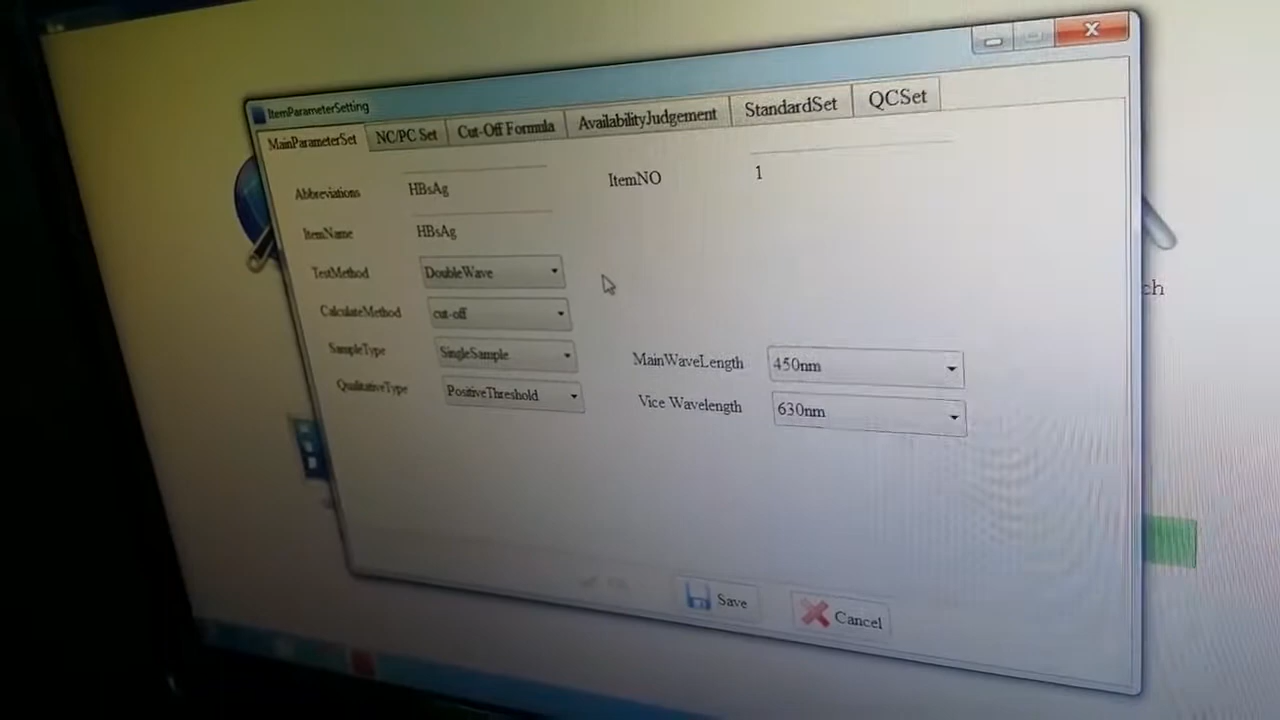 ItemParameterSetting
MainParameterSet NC/PC Set Cut-Off Formula AvailabilityJudgement StandardSet QCSet
Abbreviations HBsAg ItemNO 1
ItemName HBsAg
TestMethod DoubleWave
CalculateMethod cut-off
SampleType SingleSample MainWaveLength 450nm
QualitativeType PositiveThreshold Vice Wavelength 630nm
Save Cancel
ch